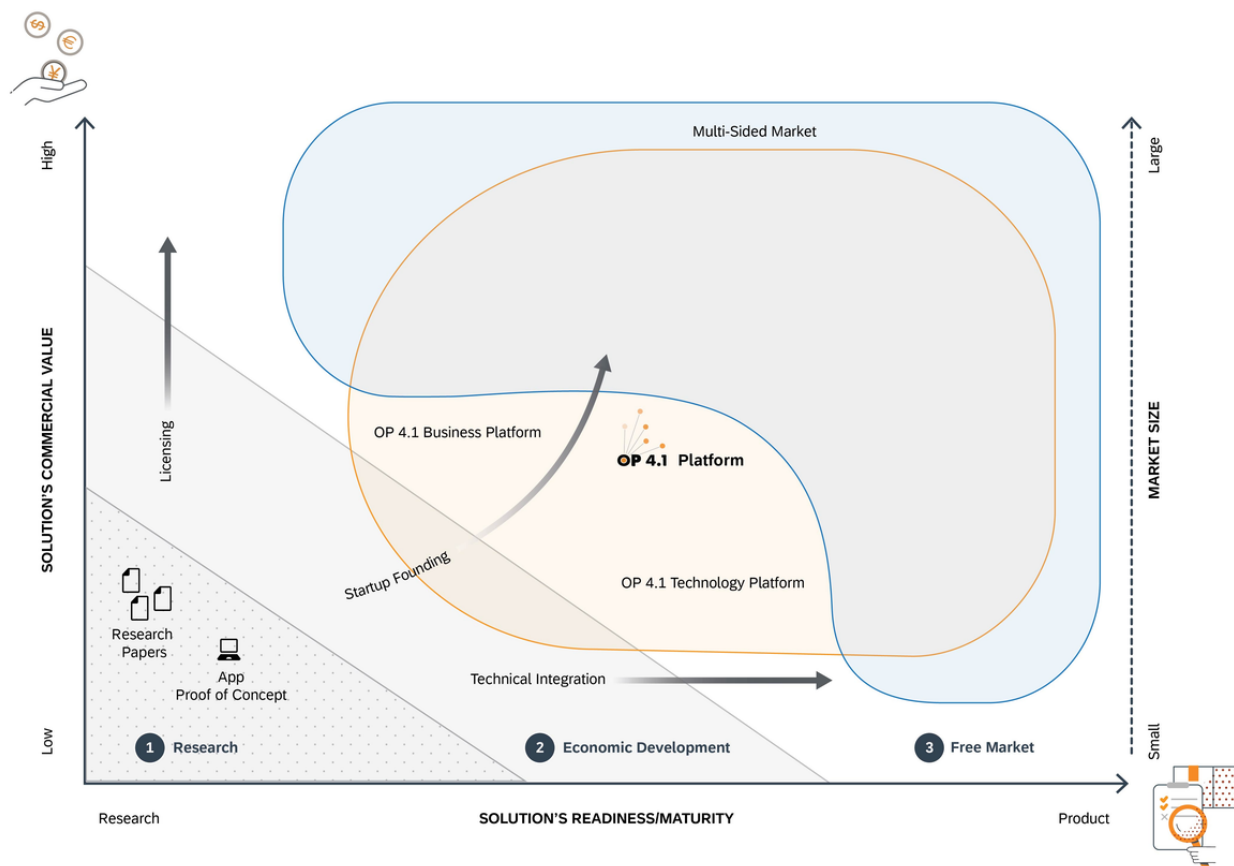 $
€
¥
High
Multi-Sided Market
Large
SOLUTION'S COMMERCIAL VALUE
Licensing
OP 4.1 Business Platform
OP 4.1 Platform
MARKET SIZE
Startup Founding
OP 4.1 Technology Platform
Research
Papers
App
Proof of Concept
Technical Integration
Low
1 Research
2 Economic Development
3 Free Market
Small
Research
SOLUTION'S READINESS/MATURITY
Product